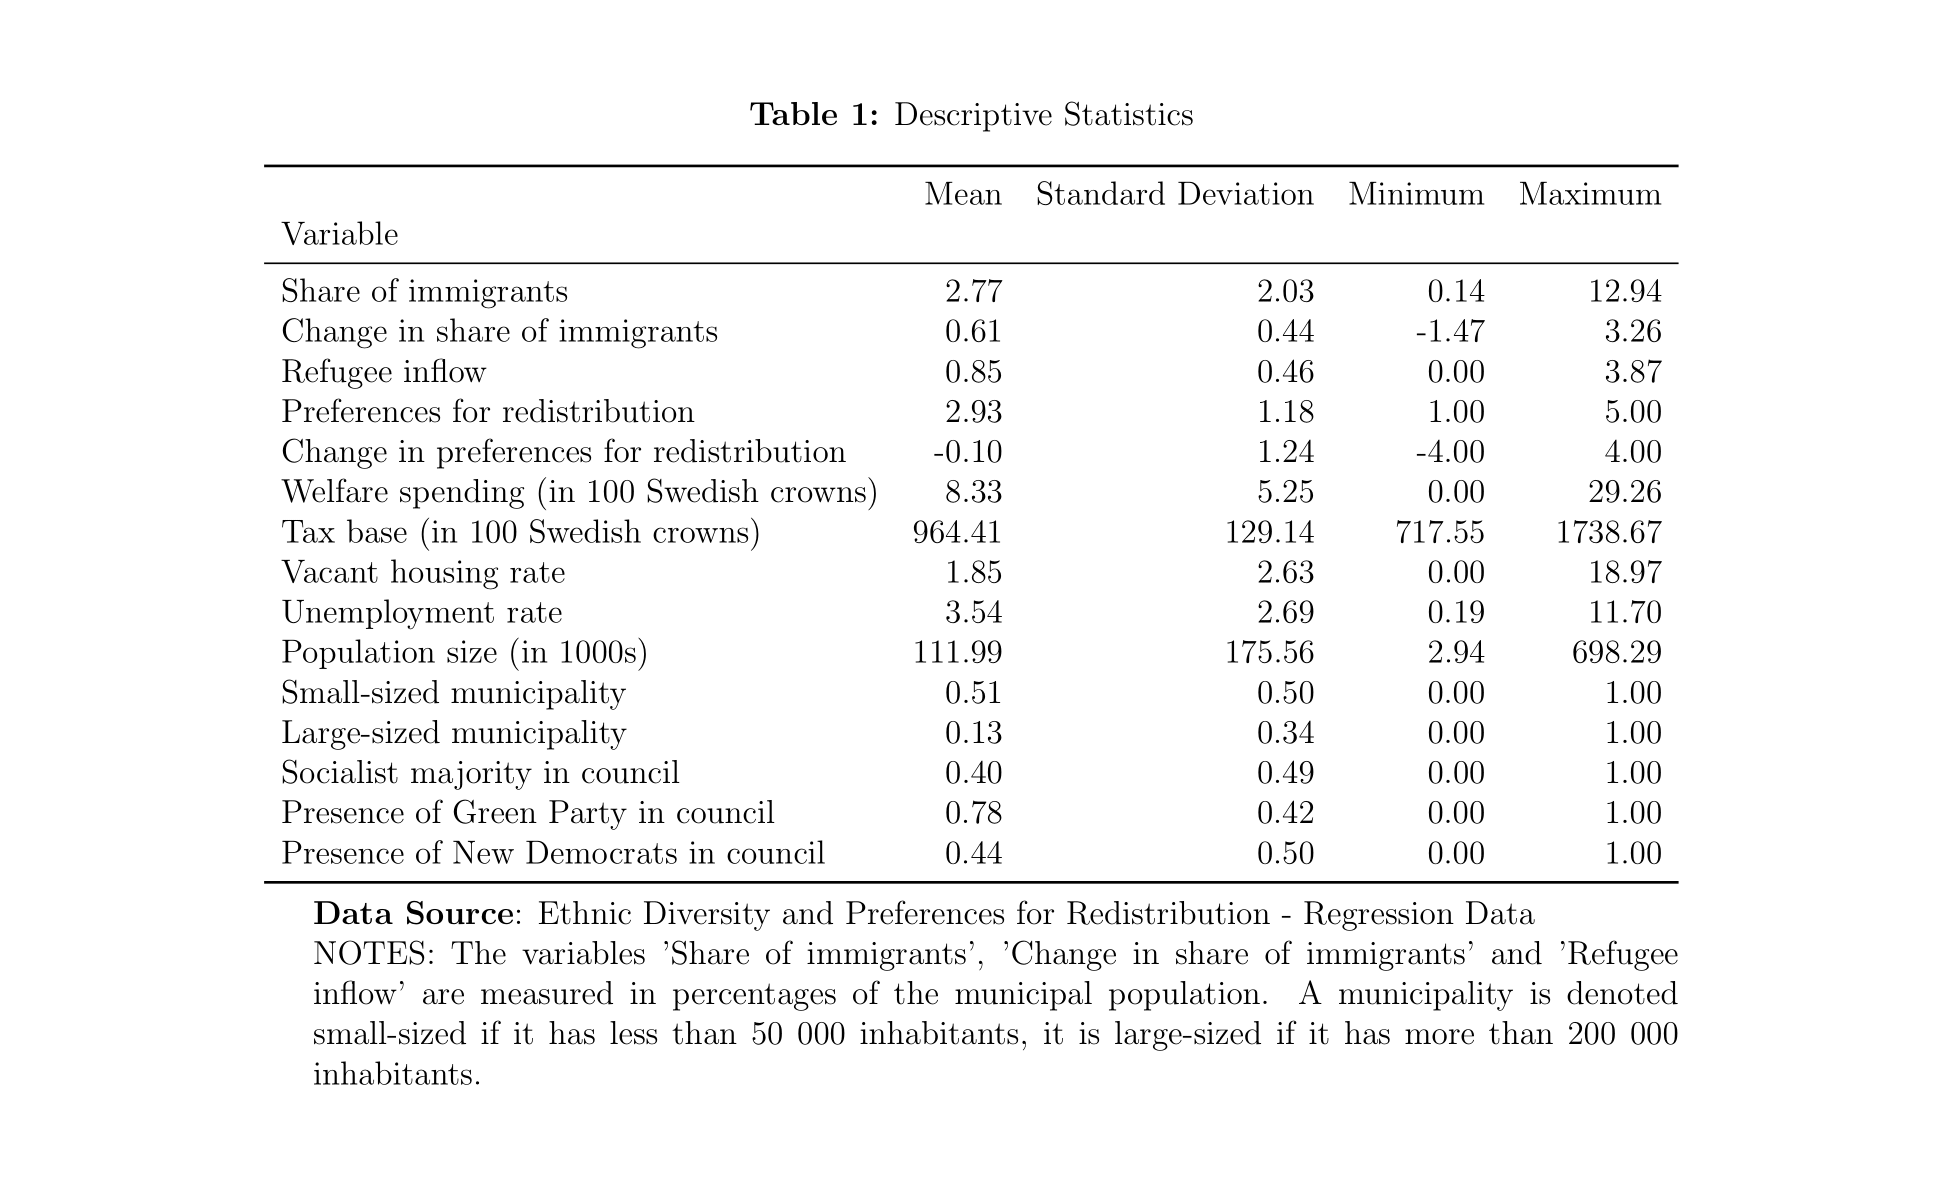 Table 1: Descriptive Statistics
Mean Standard Deviation Minimum Maximum
Variable
Share of immigrants 2.77 2.03 0.14 12.94
Change in share of immigrants 0.61 0.44 -1.47 3.26
Refugee inflow 0.85 0.46 0.00 3.87
Preferences for redistribution 2.93 1.18 1.00 5.00
Change in preferences for redistribution -0.10 1.24 -4.00 4.00
Welfare spending (in 100 Swedish crowns) 8.33 5.25 0.00 29.26
Tax base (in 100 Swedish crowns) 964.41 129.14 717.55 1738.67
Vacant housing rate 1.85 2.63 0.00 18.97
Unemployment rate 3.54 2.69 0.19 11.70
Population size (in 1000s) 111.99 175.56 2.94 698.29
Small-sized municipality 0.51 0.50 0.00 1.00
Large-sized municipality 0.13 0.34 0.00 1.00
Socialist majority in council 0.40 0.49 0.00 1.00
Presence of Green Party in council 0.78 0.42 0.00 1.00
Presence of New Democrats in council 0.44 0.50 0.00 1.00
Data Source: Ethnic Diversity and Preferences for Redistribution - Regression Data
NOTES: The variables ’Share of immigrants’, ’Change in share of immigrants’ and ’Refugee
inflow’ are measured in percentages of the municipal population. A municipality is denoted
small-sized if it has less than 50 000 inhabitants, it is large-sized if it has more than 200 000
inhabitants.